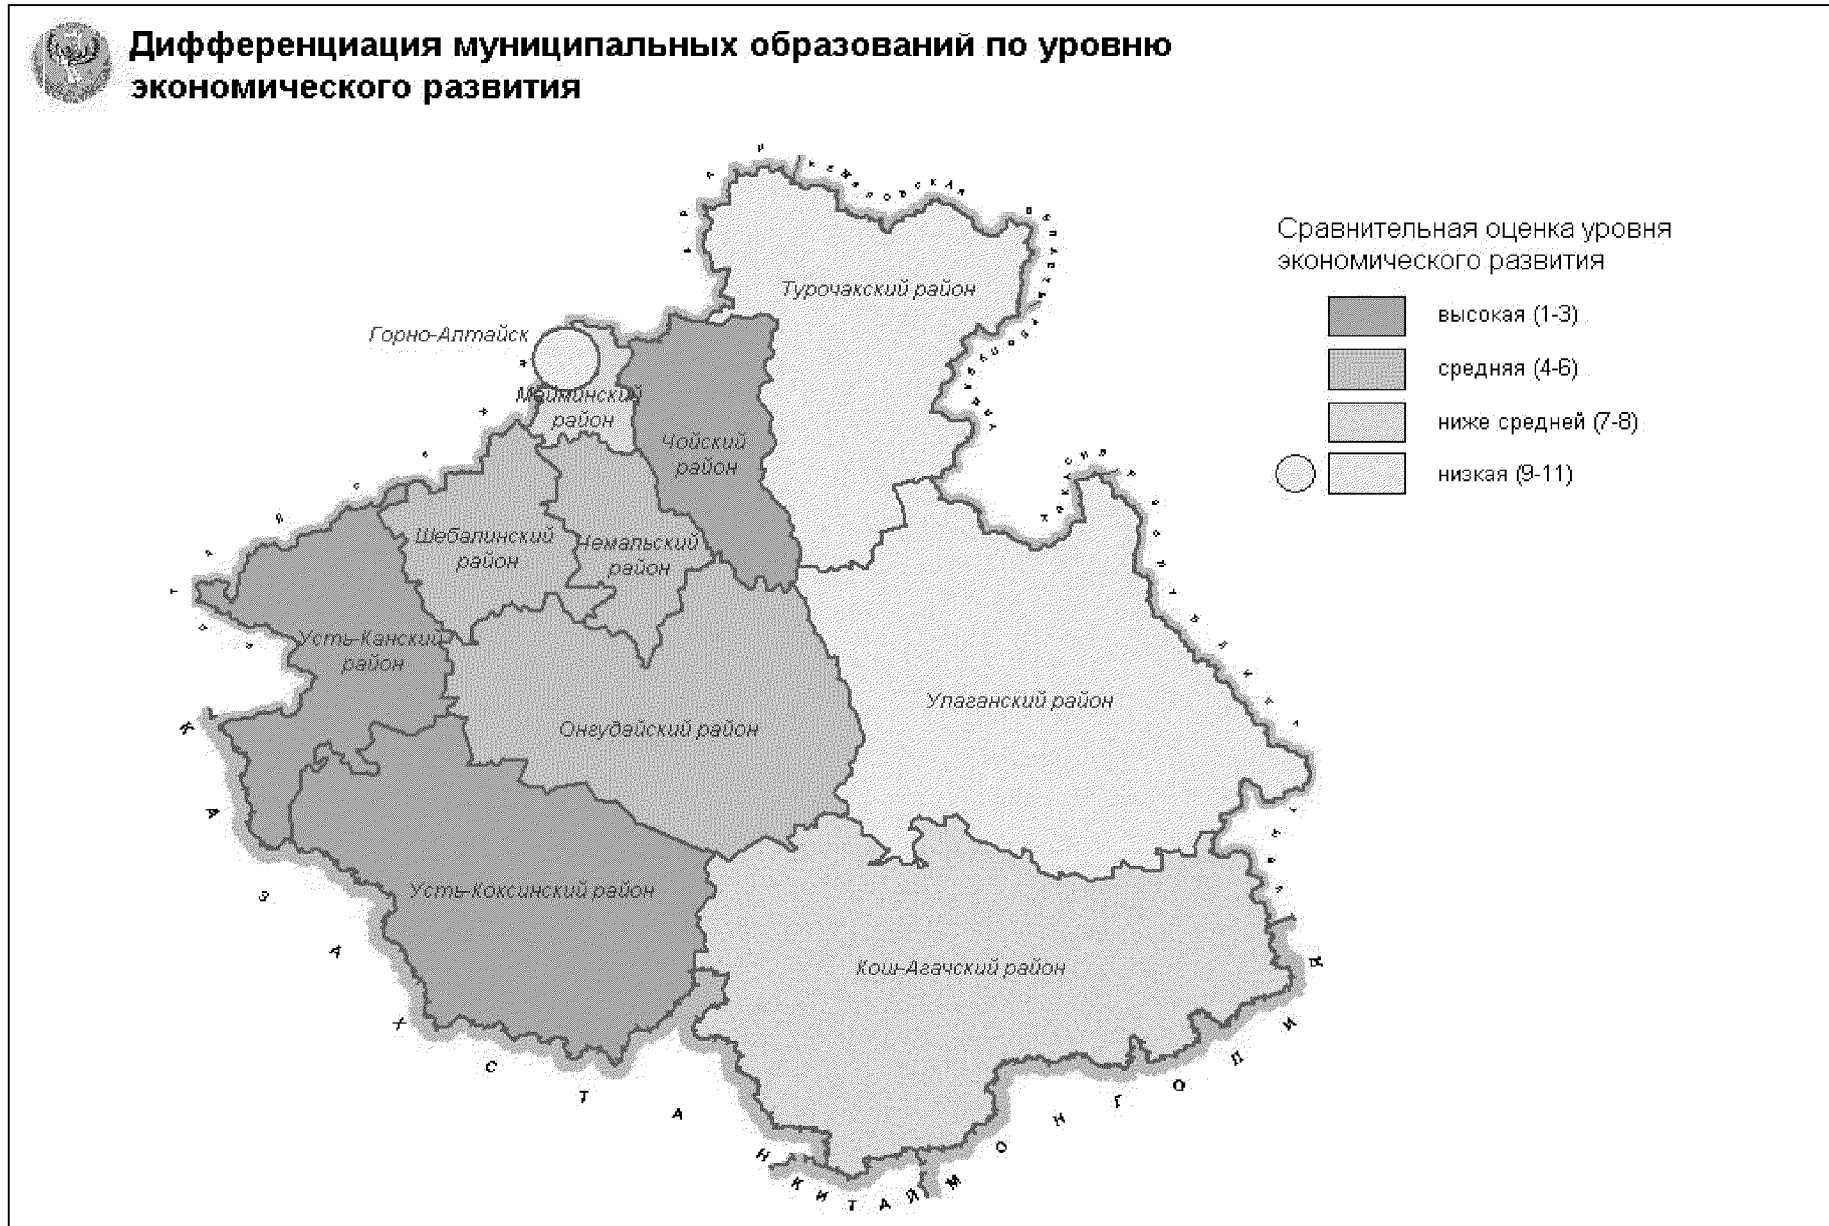 Дифференциация муниципальных образований по уровню
экономического развития
Сравнительная оценка уровня
экономического развития
высокая (1-3)
средняя (4-6)
ниже средней (7-8)
низкая (9-11)
Турочакский район
Горно-Алтайск
Майминский
район
Чойский
район
Шебалинский
район
Чемальский
район
Усть-Канский
район
Улаганский район
Онгудайский район
Усть-Коксинский район
Кош-Агачский район
КАЗАХСТАН
КИТАЙ
МОНГОЛИЯ